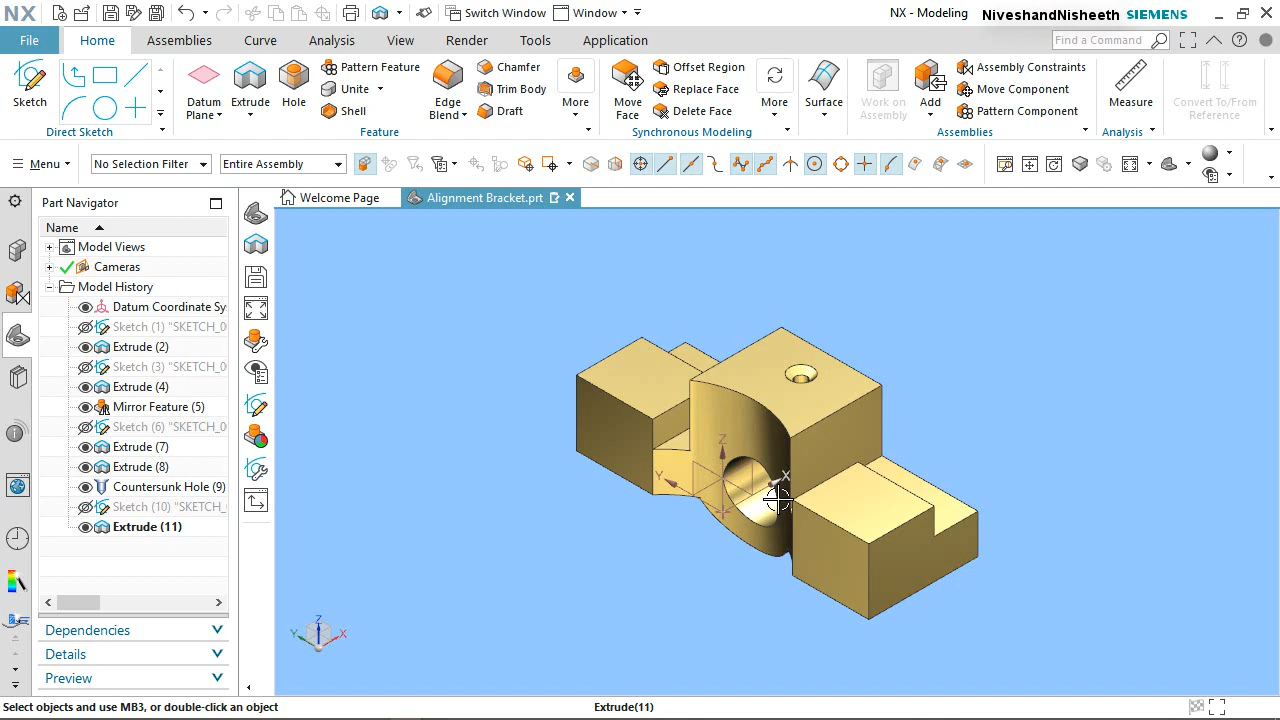 NX
Switch Window
Window
NX - Modeling
NiveshandNisheeth
SIEMENS
File
Home
Assemblies
Curve
Analysis
View
Render
Tools
Application
Find a Command
Sketch
Direct Sketch
Datum Plane
Extrude
Hole
Pattern Feature
Unite
Shell
Edge Blend
Chamfer
Trim Body
Draft
More
Feature
Move Face
Offset Region
Replace Face
Delete Face
More
Synchronous Modeling
Surface
Work on Assembly
Add
Assembly Constraints
Move Component
Pattern Component
Assemblies
Measure
Analysis
Convert To/From Reference
Menu
No Selection Filter
Entire Assembly
Part Navigator
Welcome Page
Alignment Bracket.prt
Name
Model Views
Cameras
Model History
Datum Coordinate Sy
Sketch (1) "SKETCH_0
Extrude (2)
Sketch (3) "SKETCH_0
Extrude (4)
Mirror Feature (5)
Sketch (6) "SKETCH_0
Extrude (7)
Extrude (8)
Countersunk Hole (9)
Sketch (10) "SKETCH_
Extrude (11)
Z
Y
X
Z
Y
X
Dependencies
Details
Preview
Select objects and use MB3, or double-click an object
Extrude(11)